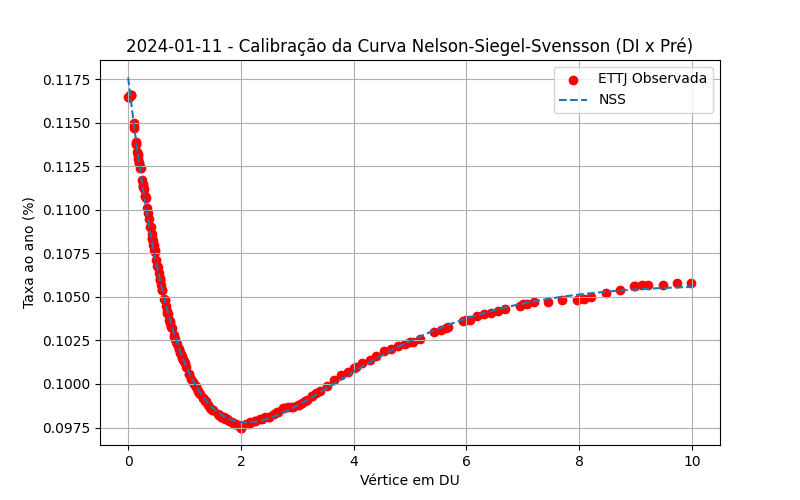 2024-01-11 - Calibração da Curva Nelson-Siegel-Svensson (DI x Pré)
ETTJ Observada
NSS
Taxa ao ano (%)
0.1175
0.1150
0.1125
0.1100
0.1075
0.1050
0.1025
0.1000
0.0975
0 2 4 6 8 10
Vértice em DU